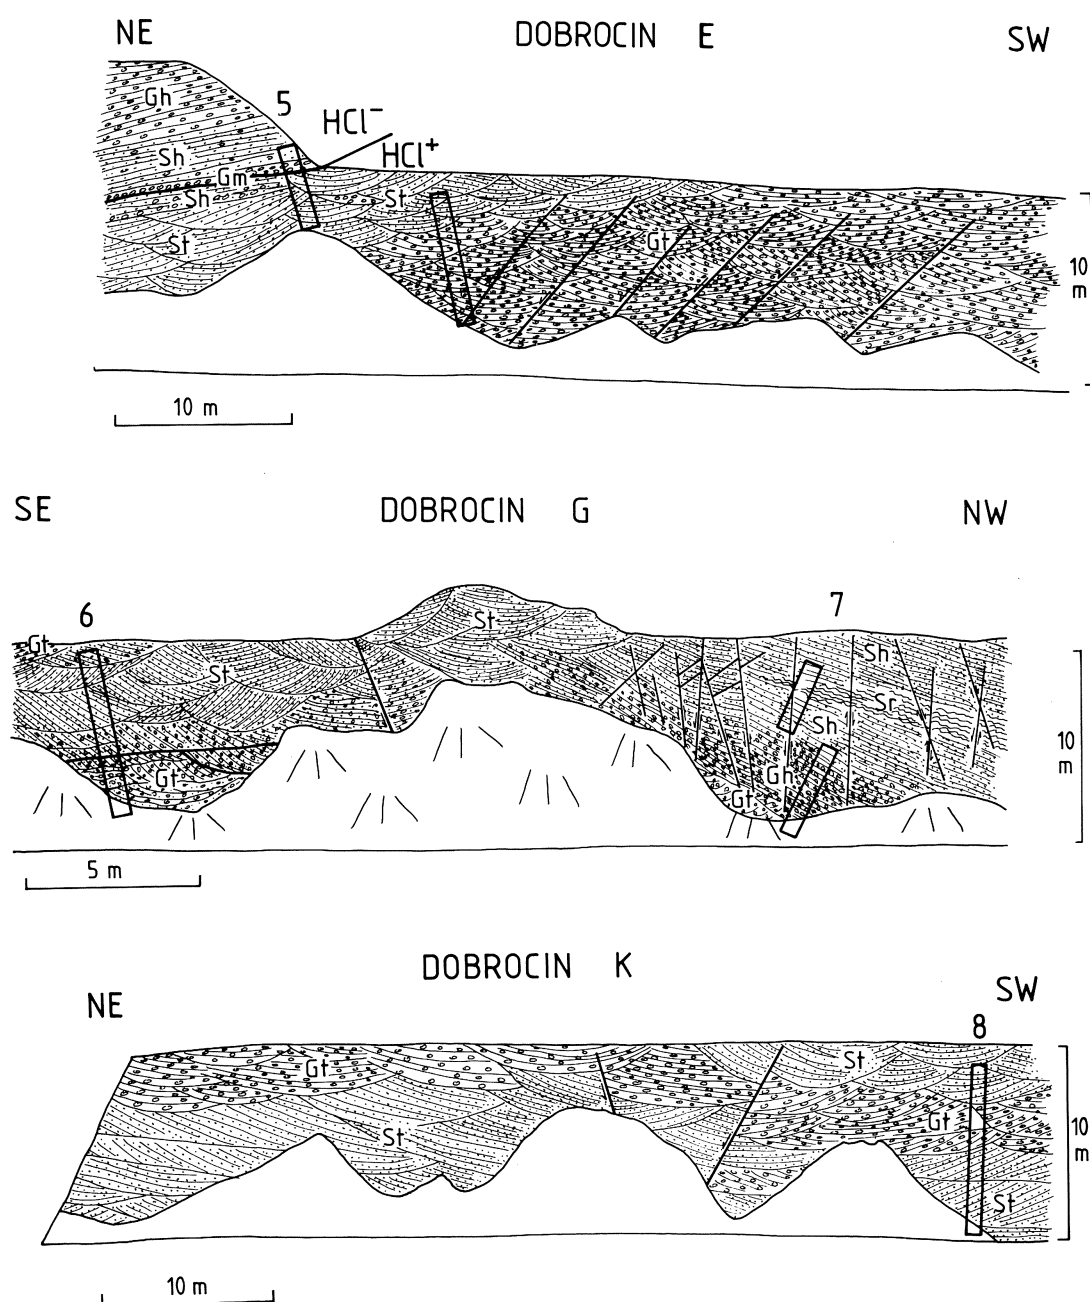 NE DOBROCIN E SW
Gh
5
HCl⁻
HCl⁺
Sh
Gm
Sh
St
St
Gt
10 m
10 m
SE DOBROCIN G NW
6
7
Gt
St
St
Sh
Sr
Sh
Gt
Gh
Gt
10 m
5 m
DOBROCIN K
NE
SW
8
Gt
St
St
Gt
St
10 m
10 m